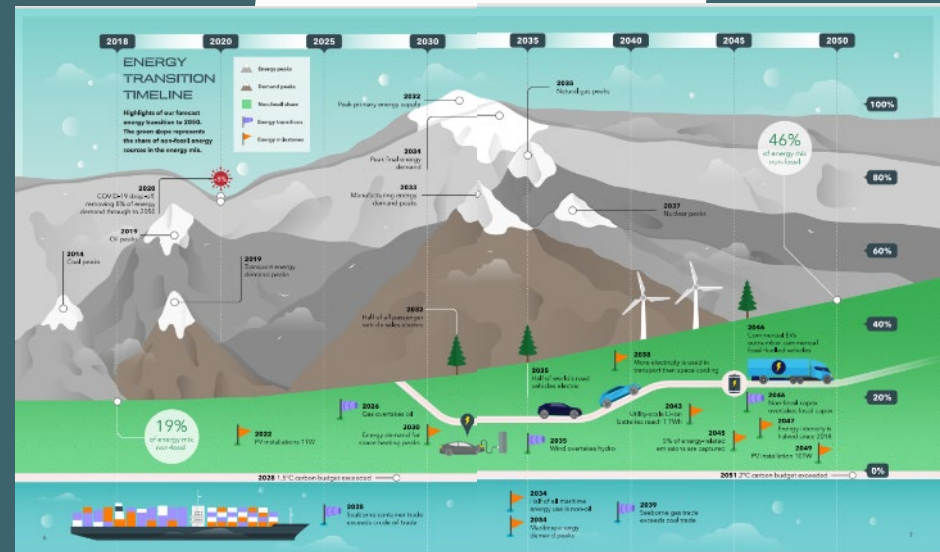 2018
2020
2025
2030
2035
2040
2045
2050
ENERGY
TRANSITION
TIMELINE
Highlights of our forecast
energy transition to 2050.
The green slope represents
the share of non-fossil energy
sources in the energy mix.
Energy peaks
Demand peaks
Non-fossil share
Energy transitions
Energy milestones
2032
Peak primary energy supply
2035
Natural gas peaks
100%
46%
of energy mix
non-fossil
2034
Peak final energy
demand
80%
-8%
2020
COVID-19 drop-off,
removing 8% of energy
demand through to 2050
2033
Manufacturing energy
demand peaks
2037
Nuclear peaks
2019
Oil peaks
60%
2014
Coal peaks
2019
Transport energy
demand peaks
2032
Half of all passenger
vehicle sales electric
2046
Commercial EVs
outnumber commercial
fossil-fuelled vehicles
40%
2038
More electricity is used in
transport than space cooling
2035
Half of world's road
vehicles electric
20%
19%
of energy mix
non-fossil
2026
Gas overtakes oil
2022
PV installations 1TW
2030
Energy demand for
space heating peaks
2035
Wind overtakes hydro
2043
Utility-scale Li-ion
batteries reach 1 TWh
2046
Non-fossil capex
overtakes fossil capex
2045
5% of energy-related
emissions are captured
2047
Energy intensity is
halved since 2018
2049
PV installation 10TW
0%
2028 1.5°C carbon budget exceeded
2051 2°C carbon budget exceeded
Seaborne container trade
exceeds crude oil trade
2034
Half of all maritime
energy use is non-oil
Maritime energy
demand peaks
2039
Seaborne gas trade
exceeds coal trade